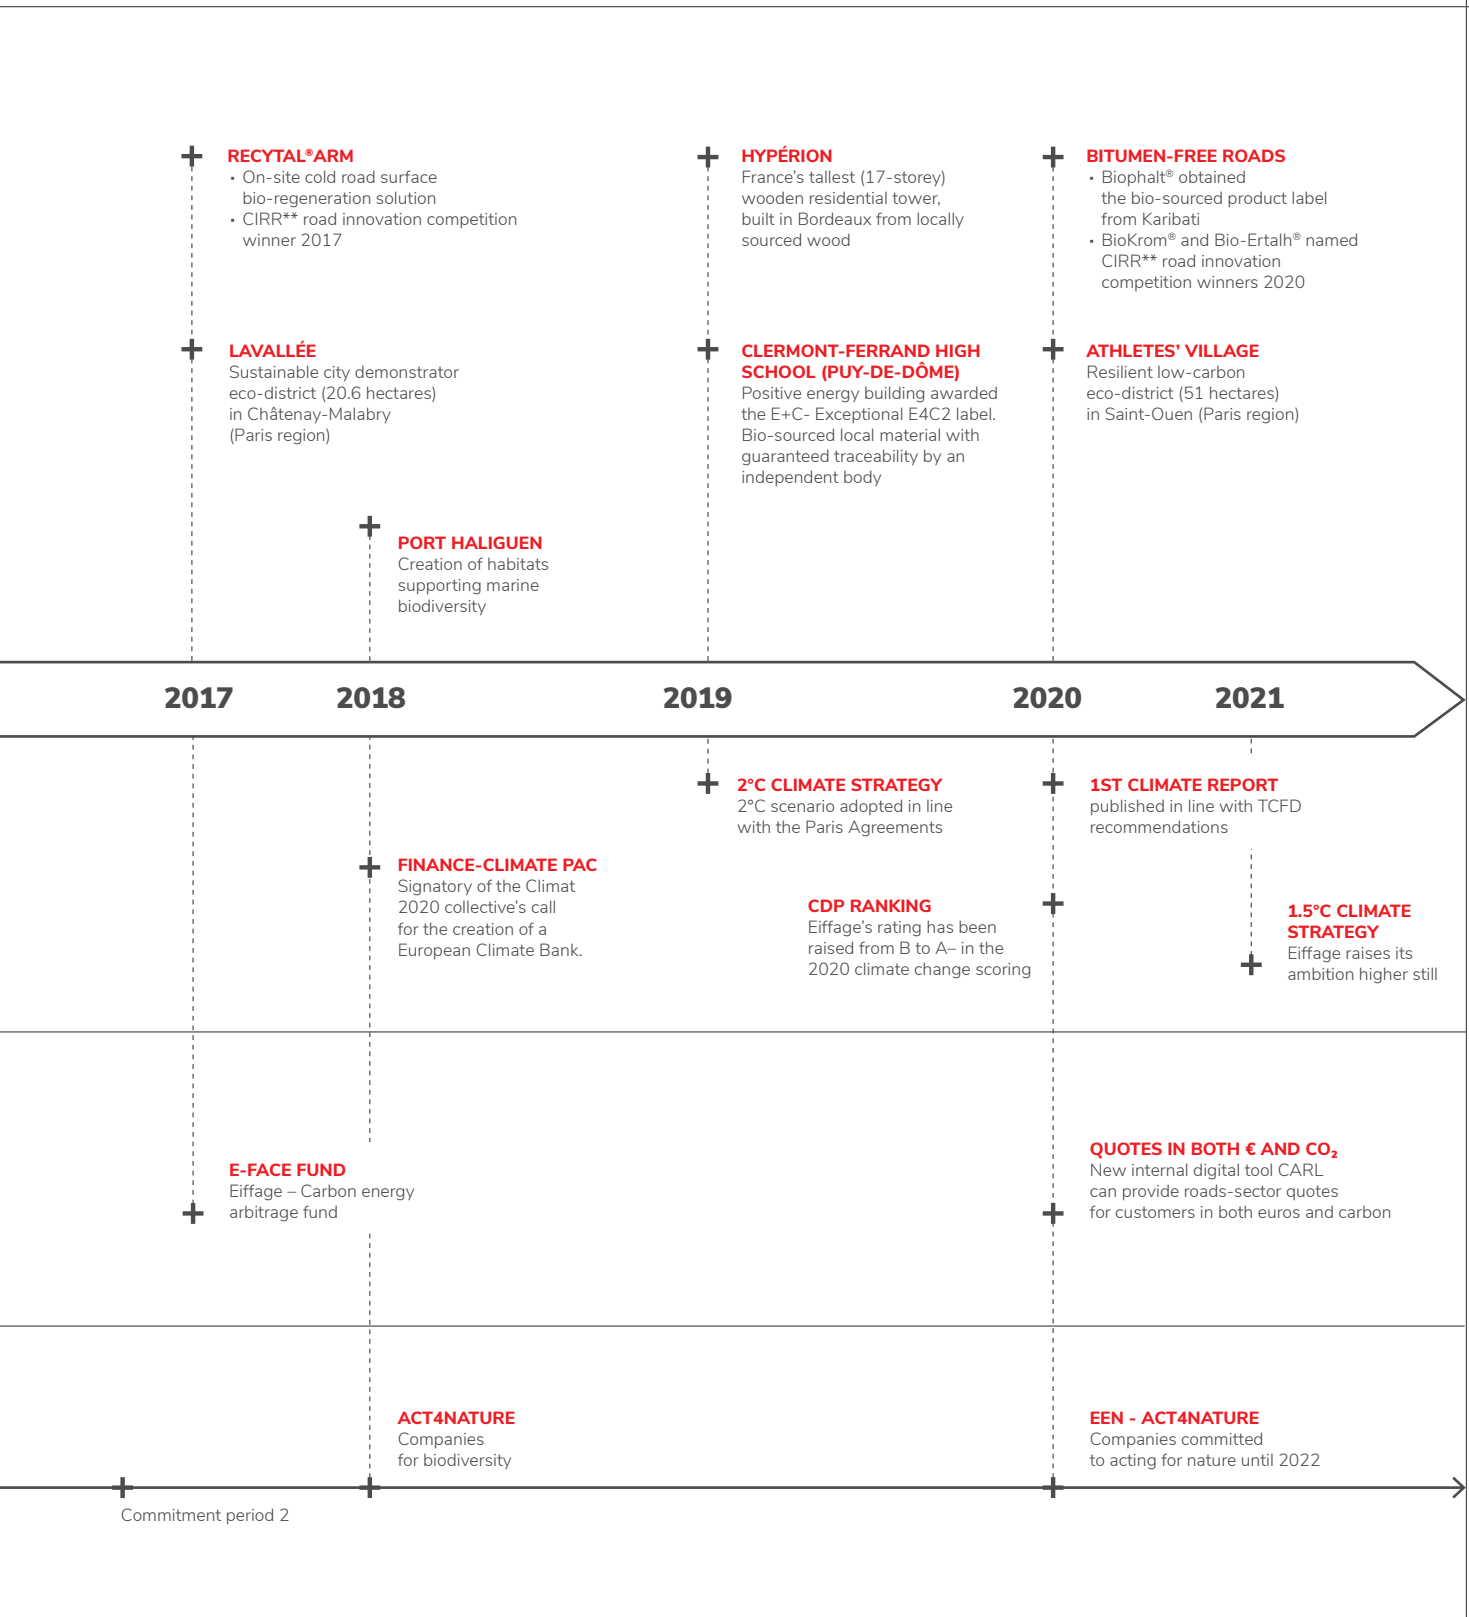 RECYTAL®ARM
• On-site cold road surface
bio-regeneration solution
• CIRR** road innovation competition
winner 2017
HYPÉRION
France’s tallest (17-storey)
wooden residential tower,
built in Bordeaux from locally
sourced wood
BITUMEN-FREE ROADS
• Biophalt® obtained
the bio-sourced product label
from Karibati
• BioKrom® and Bio-Ertalh® named
CIRR** road innovation
competition winners 2020
LAVALLÉE
Sustainable city demonstrator
eco-district (20.6 hectares)
in Châtenay-Malabry
(Paris region)
CLERMONT-FERRAND HIGH
SCHOOL (PUY-DE-DÔME)
Positive energy building awarded
the E+C- Exceptional E4C2 label.
Bio-sourced local material with
guaranteed traceability by an
independent body
ATHLETES’ VILLAGE
Resilient low-carbon
eco-district (51 hectares)
in Saint-Ouen (Paris region)
PORT HALIGUEN
Creation of habitats
supporting marine
biodiversity
2017
2018
2019
2020
2021
2°C CLIMATE STRATEGY
2°C scenario adopted in line
with the Paris Agreements
1ST CLIMATE REPORT
published in line with TCFD
recommendations
FINANCE-CLIMATE PAC
Signatory of the Climat
2020 collective’s call
for the creation of a
European Climate Bank.
CDP RANKING
Eiffage’s rating has been
raised from B to A– in the
2020 climate change scoring
1.5°C CLIMATE
STRATEGY
Eiffage raises its
ambition higher still
E-FACE FUND
Eiffage – Carbon energy
arbitrage fund
QUOTES IN BOTH € AND CO₂
New internal digital tool CARL
can provide roads-sector quotes
for customers in both euros and carbon
ACT4NATURE
Companies
for biodiversity
EEN - ACT4NATURE
Companies committed
to acting for nature until 2022
Commitment period 2